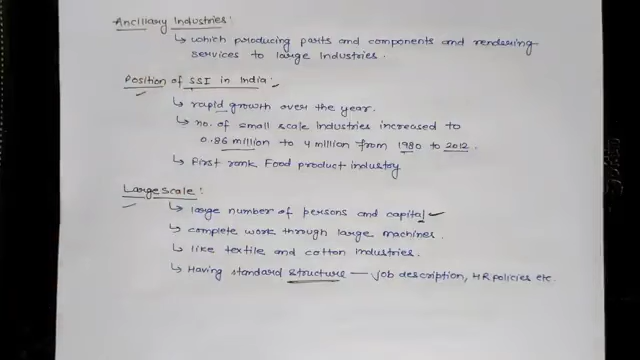 Ancillary Industries:
↳ which producing parts and components and rendering
services to large industries.
Position of SSI in India:
↳ rapid growth over the year.
↳ no. of small scale industries increased to
0.86 million to 4 million from 1980 to 2012.
↳ First rank Food product industry
Large scale:
↳ large number of persons and capital
↳ complete work through large machines.
↳ like textile and cotton industries.
↳ Having standard structure — Job description, HR policies etc.